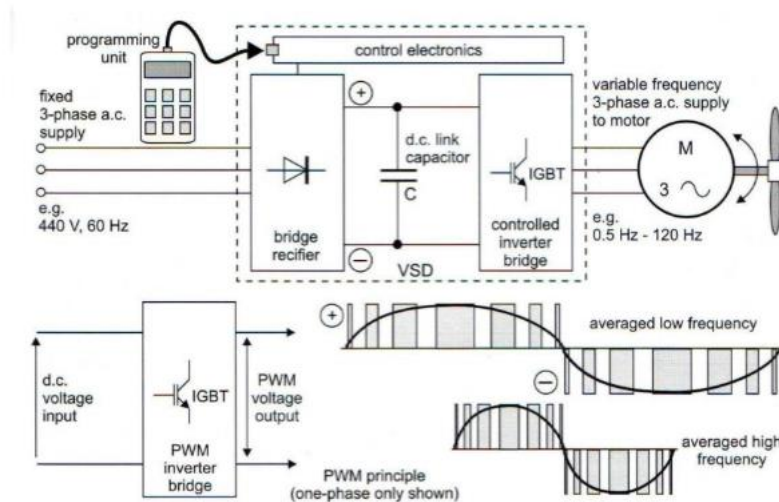 programming
unit
control electronics
fixed
3-phase a.c.
supply
+
d.c. link
capacitor
C
IGBT
variable frequency
3-phase a.c. supply
to motor
M
3
e.g.
440 V, 60 Hz
bridge
recifier
−
VSD
controlled
inverter
bridge
e.g.
0.5 Hz - 120 Hz
d.c.
voltage
input
IGBT
PWM
inverter
bridge
PWM
voltage
output
+
averaged low frequency
−
averaged high
frequency
PWM principle
(one-phase only shown)